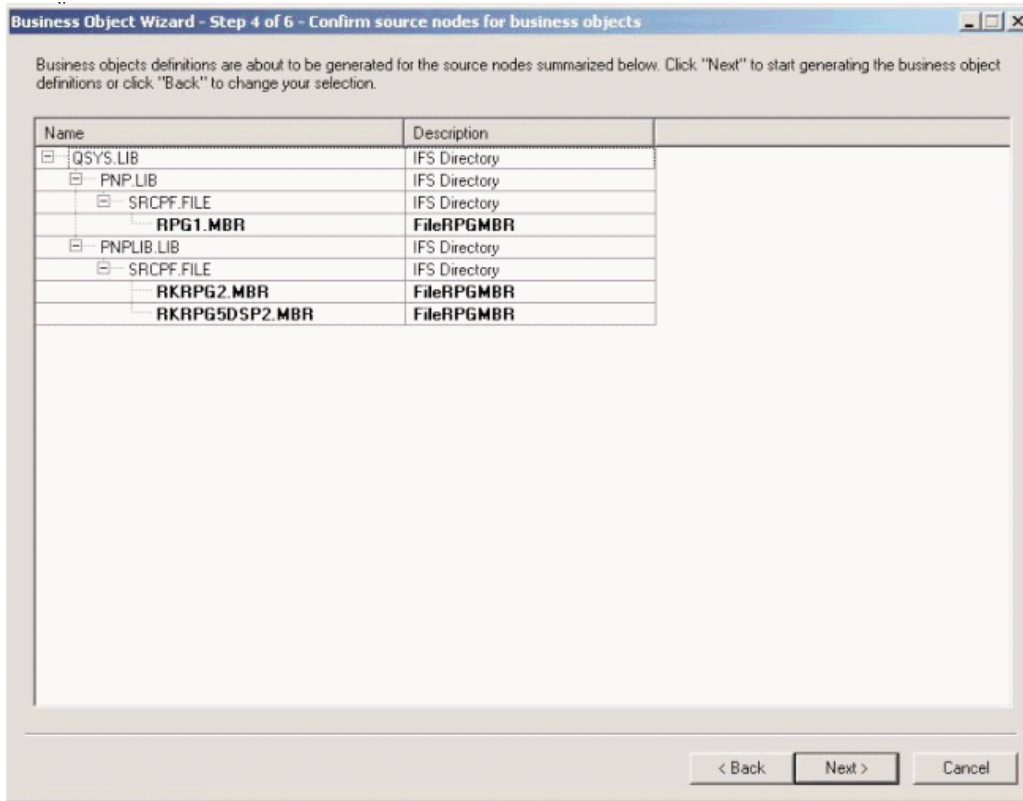 Business Object Wizard - Step 4 of 6 - Confirm source nodes for business objects
Business objects definitions are about to be generated for the source nodes summarized below. Click "Next" to start generating the business object
definitions or click "Back" to change your selection.
Name Description
QSYS.LIB IFS Directory
PNP.LIB IFS Directory
SRCPF.FILE IFS Directory
RPG1.MBR FileRPGMBR
PNPLIB.LIB IFS Directory
SRCPF.FILE IFS Directory
RKRPG2.MBR FileRPGMBR
RKRPG5DSP2.MBR FileRPGMBR
< Back Next > Cancel